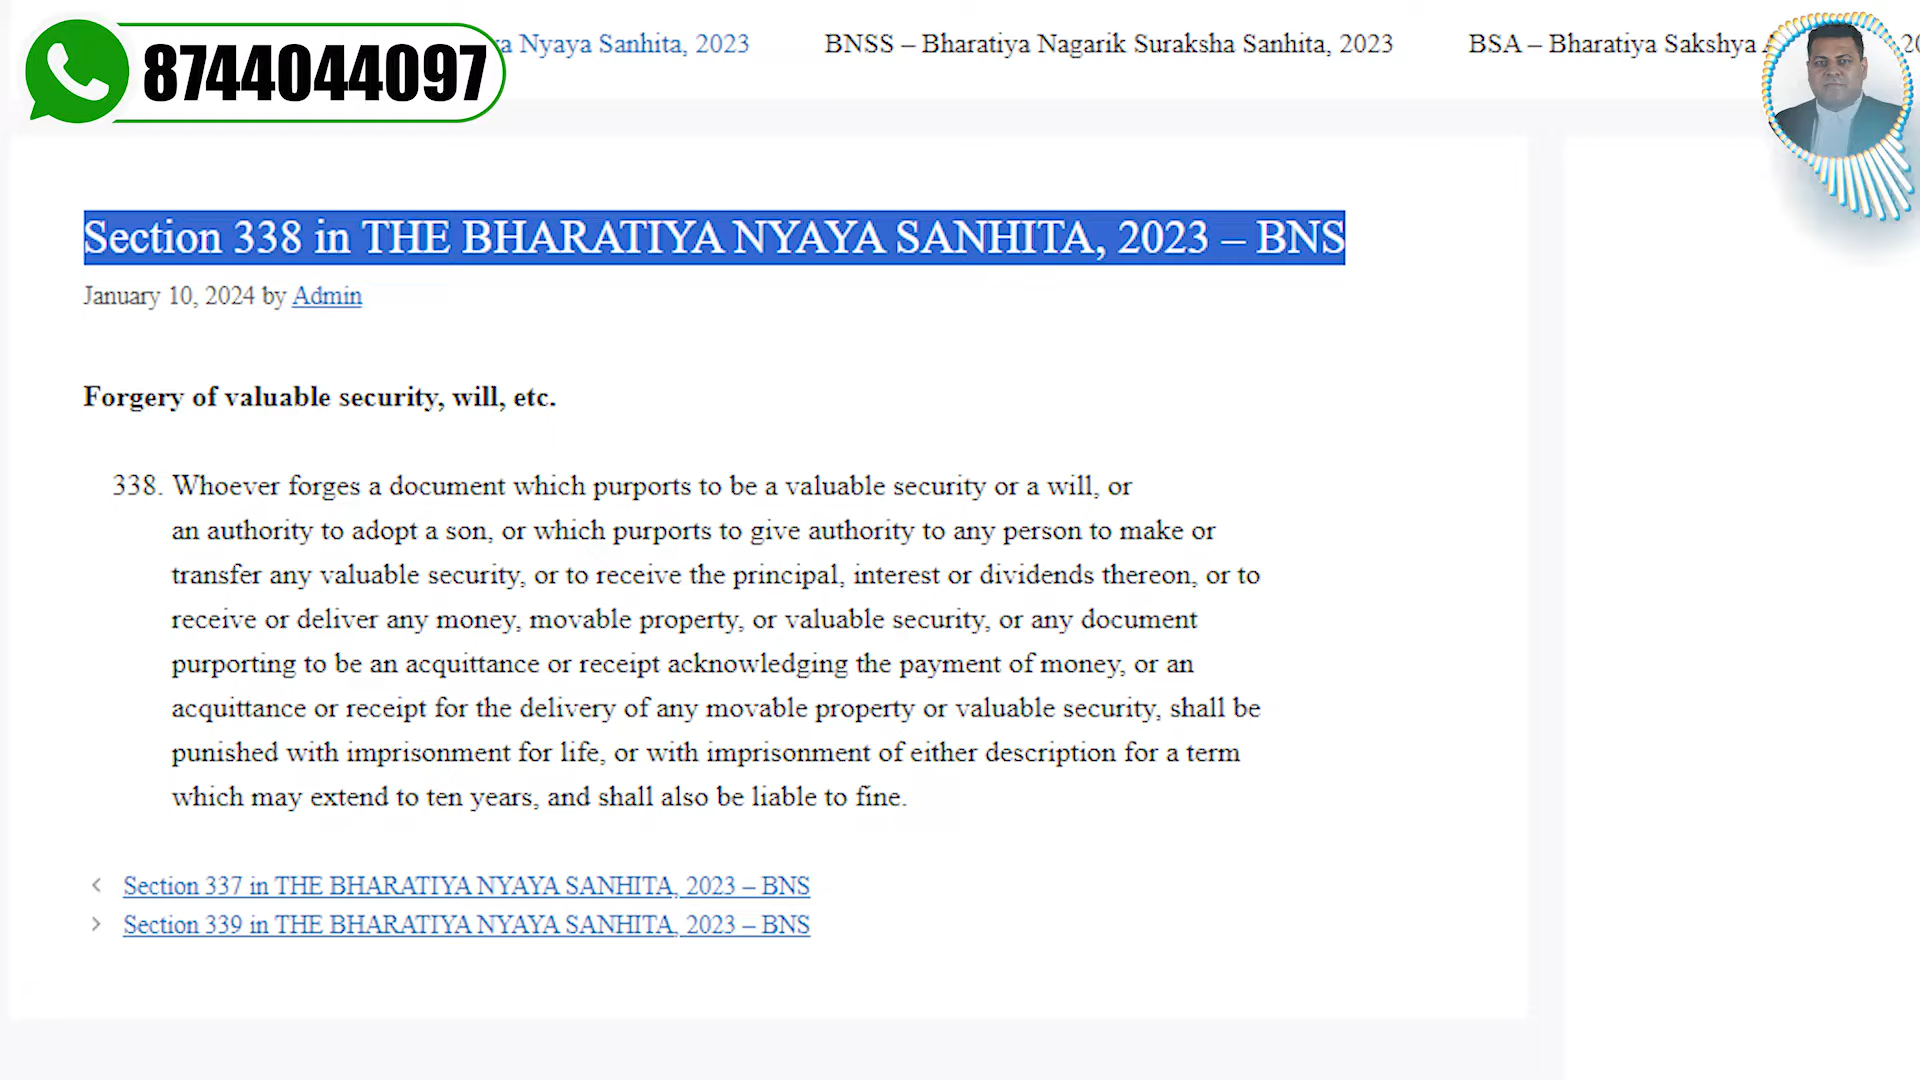 8744044097
a Nyaya Sanhita, 2023
BNSS – Bharatiya Nagarik Suraksha Sanhita, 2023
BSA – Bharatiya Sakshya
Section 338 in THE BHARATIYA NYAYA SANHITA, 2023 – BNS
January 10, 2024 by Admin
Forgery of valuable security, will, etc.
338. Whoever forges a document which purports to be a valuable security or a will, or
an authority to adopt a son, or which purports to give authority to any person to make or
transfer any valuable security, or to receive the principal, interest or dividends thereon, or to
receive or deliver any money, movable property, or valuable security, or any document
purporting to be an acquittance or receipt acknowledging the payment of money, or an
acquittance or receipt for the delivery of any movable property or valuable security, shall be
punished with imprisonment for life, or with imprisonment of either description for a term
which may extend to ten years, and shall also be liable to fine.
Section 337 in THE BHARATIYA NYAYA SANHITA, 2023 – BNS
Section 339 in THE BHARATIYA NYAYA SANHITA, 2023 – BNS